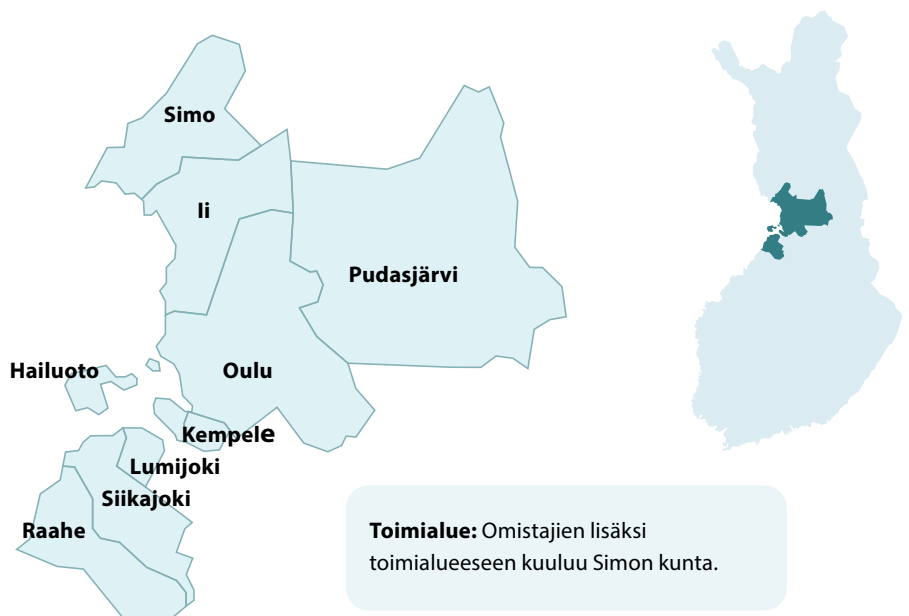 Simo
Ii
Pudasjärvi
Hailuoto
Oulu
Kempele
Lumijoki
Siikajoki
Raahe
Toimialue: Omistajien lisäksi
toimialueeseen kuuluu Simon kunta.